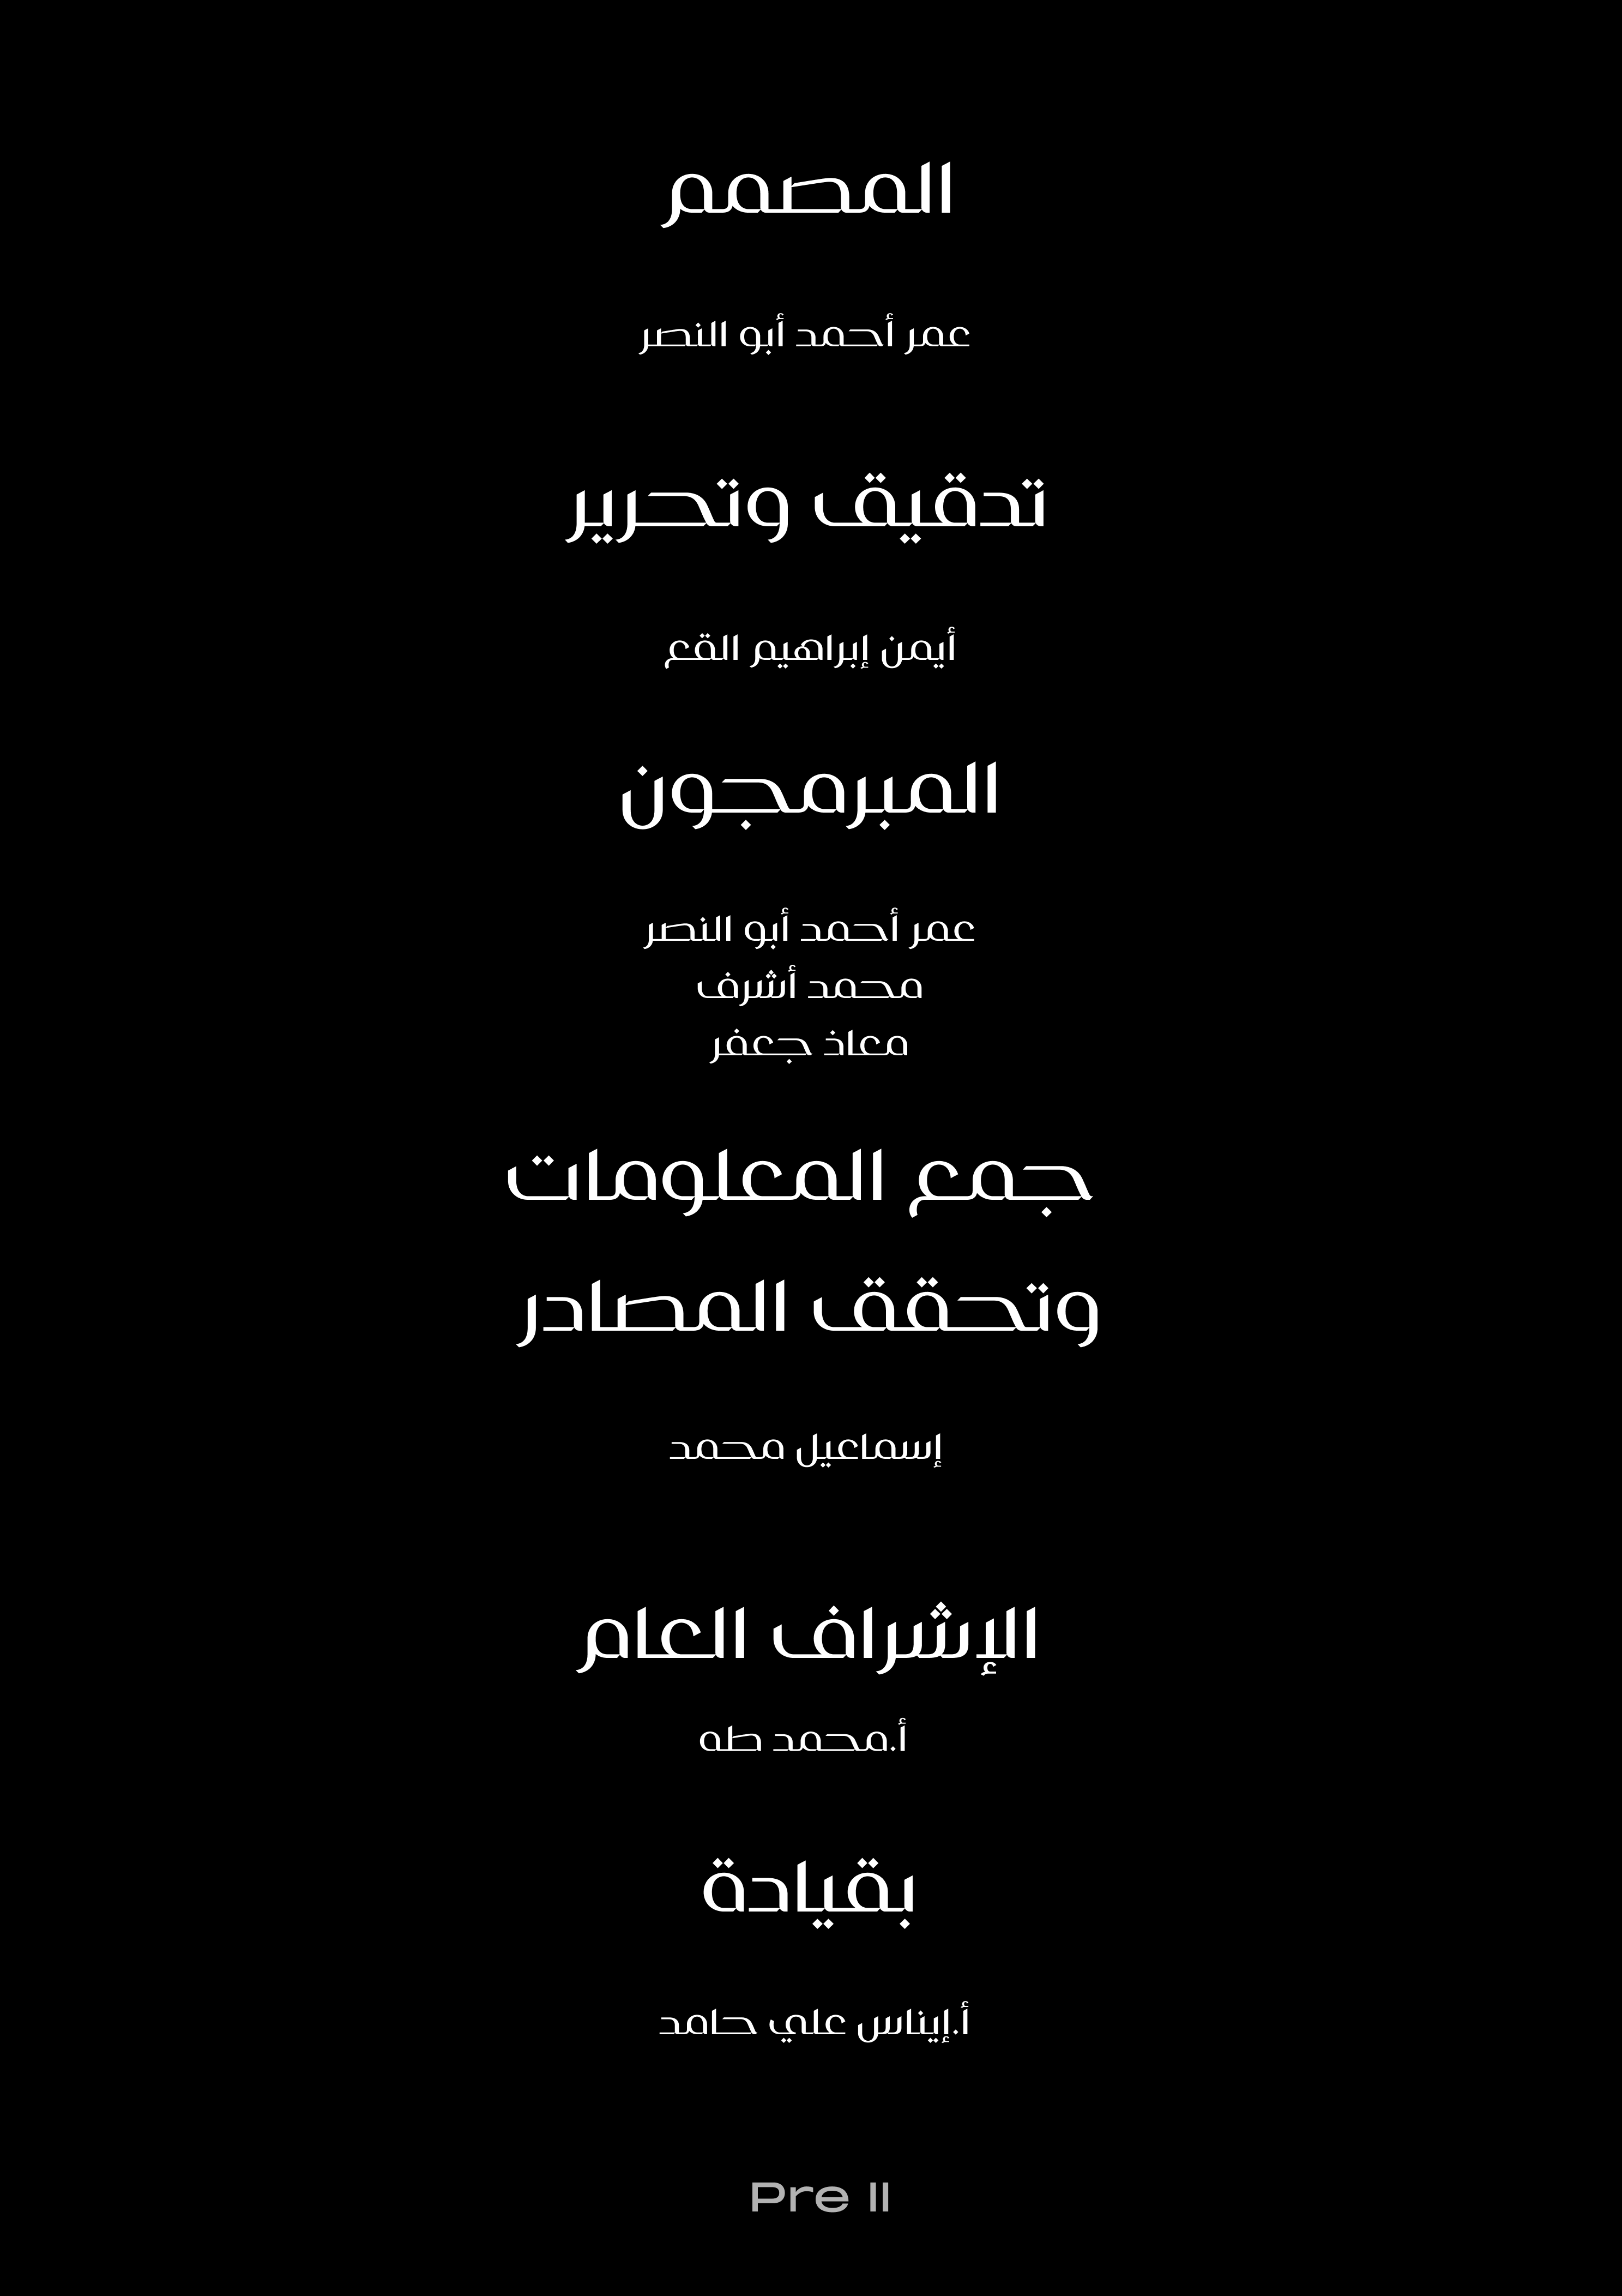 المصمم
عمر أحمد أبو النصر
تدقيق وتحرير
أيمن إبراهيم القع
المبرمجون
عمر أحمد أبو النصر
محمد أشرف
معاذ جعفر
جمع المعلومات
وتحقق المصادر
إسماعيل محمد
الإشراف العام
أ.محمد طه
بقيادة
أ.إيناس علي حامد
Pre II